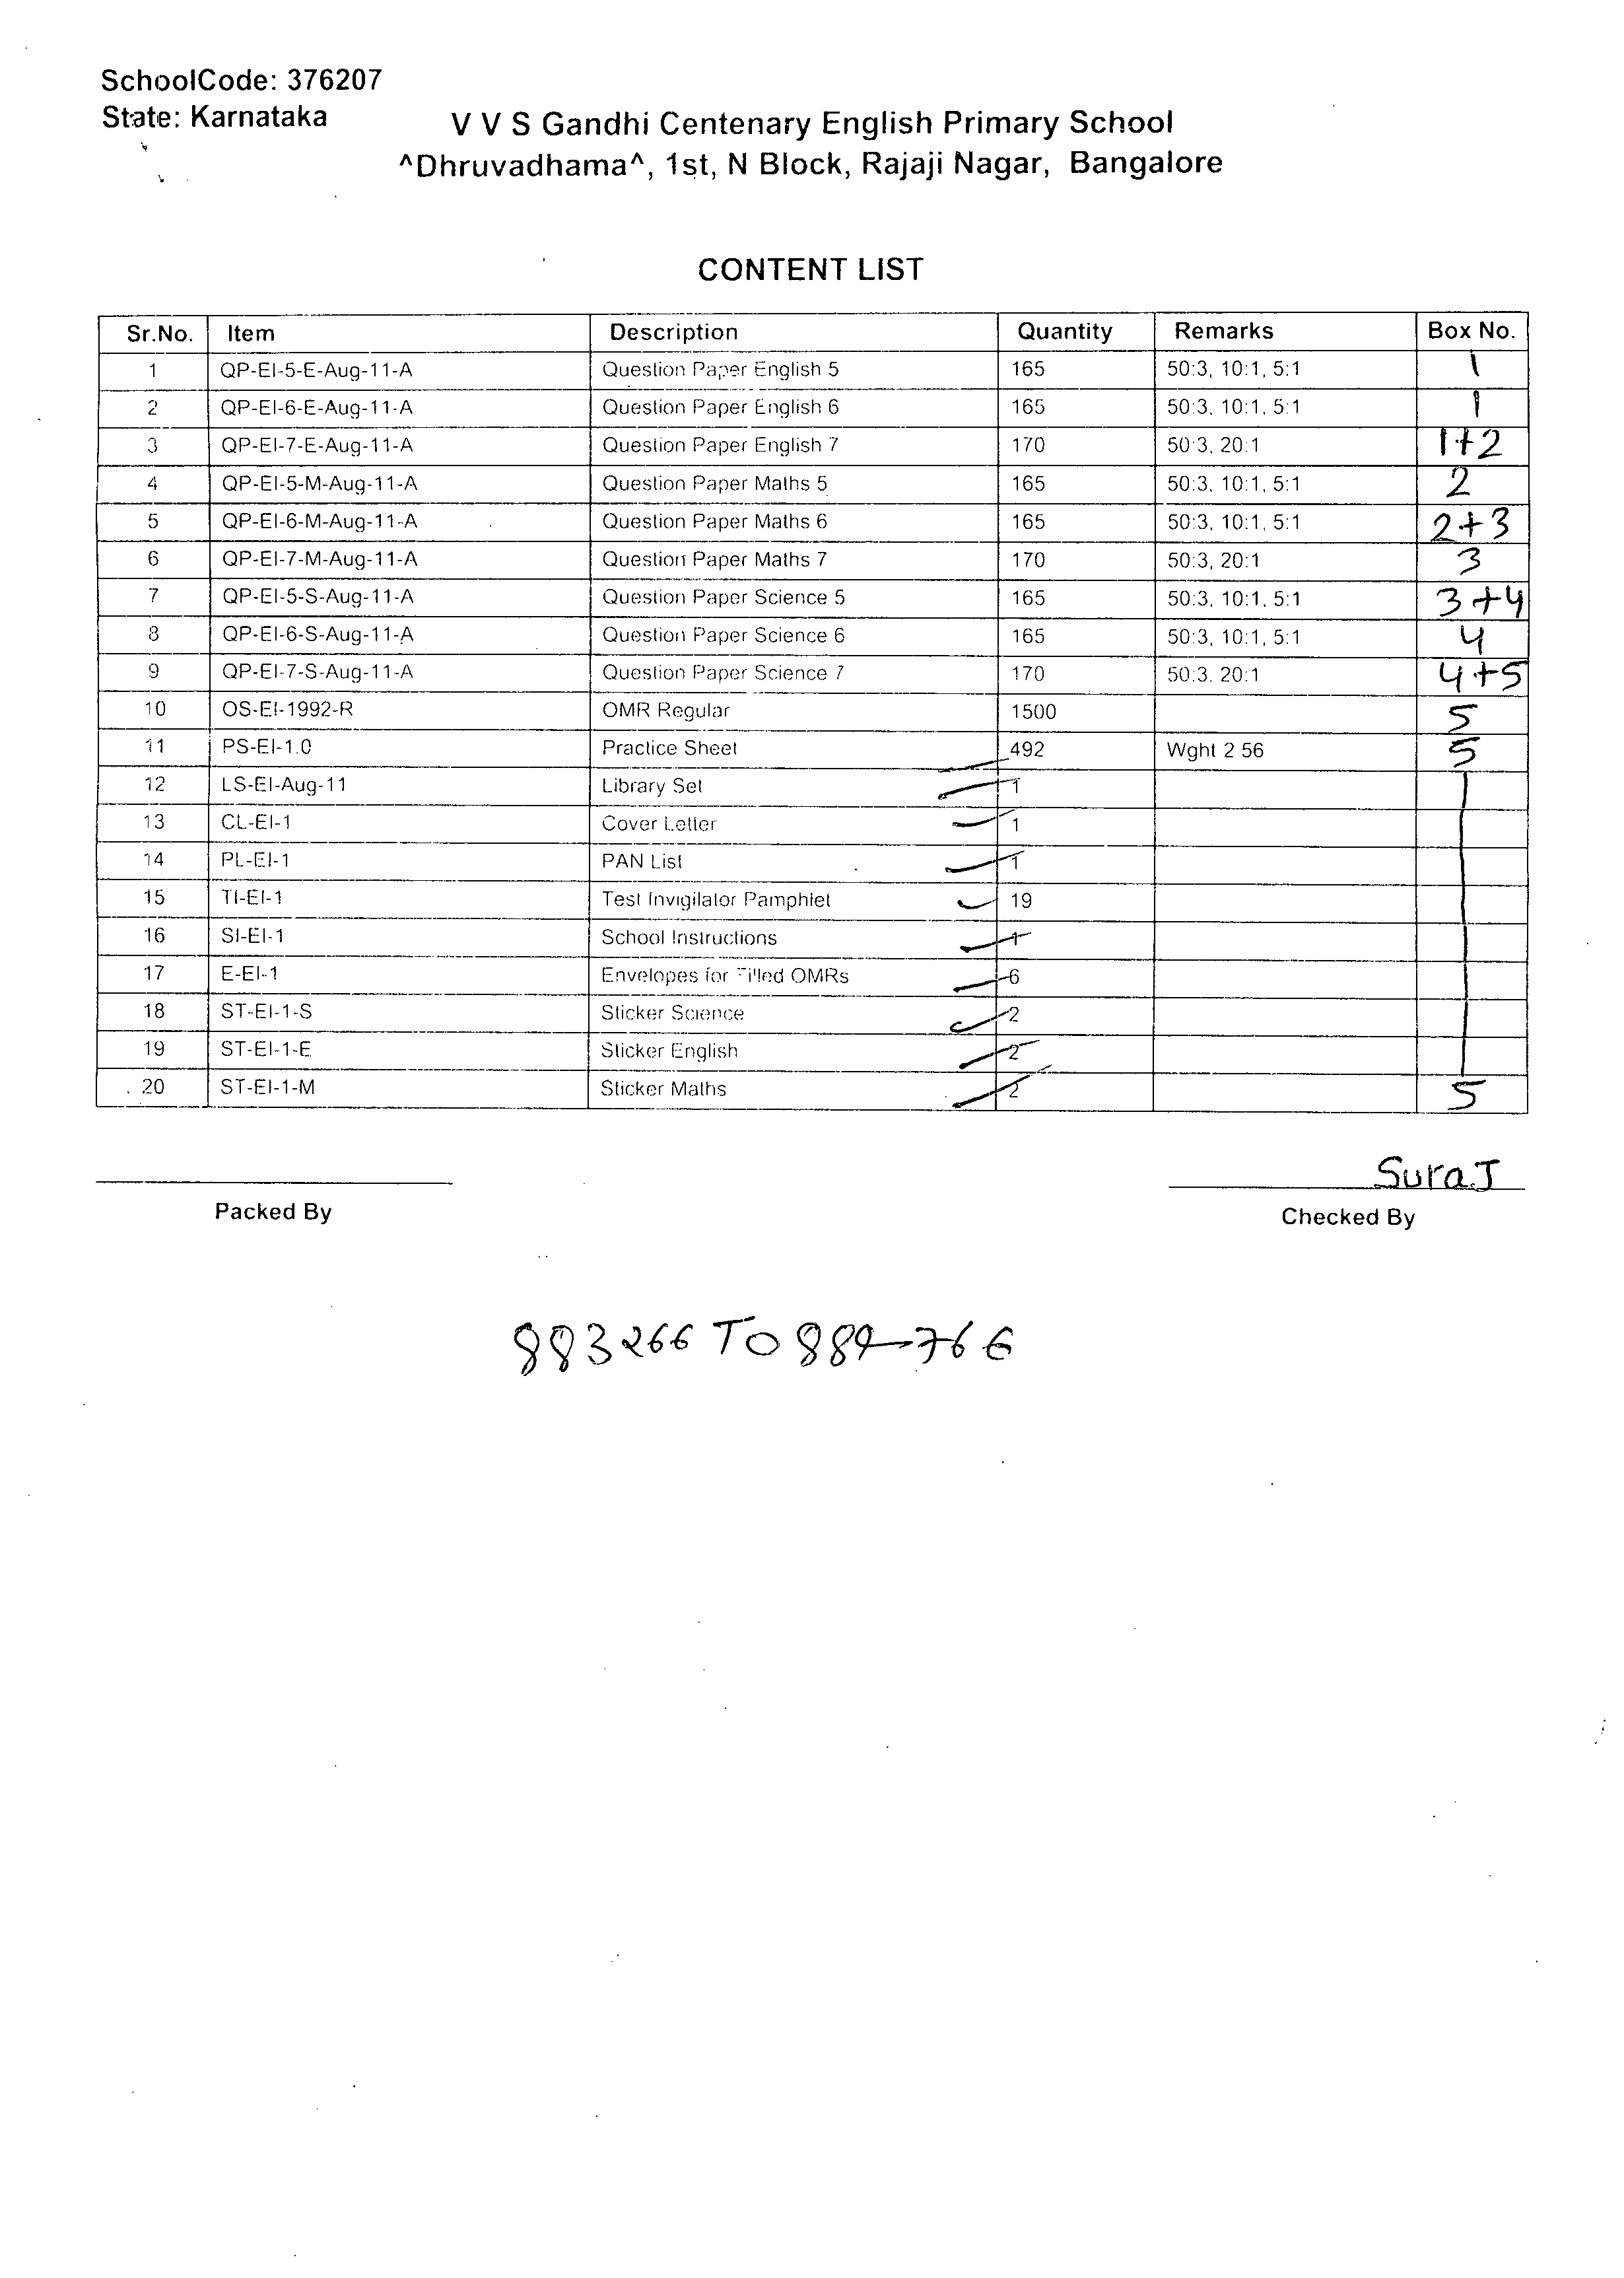 SchoolCode: 376207
State: Karnataka
V V S Gandhi Centenary English Primary School
^Dhruvadhama^, 1st, N Block, Rajaji Nagar, Bangalore
CONTENT LIST
Sr.No. Item Description Quantity Remarks Box No.
1 QP-EI-5-E-Aug-11-A Question Paper English 5 165 50:3, 10:1, 5:1 1
2 QP-EI-6-E-Aug-11-A Question Paper English 6 165 50:3, 10:1, 5:1 1
3 QP-EI-7-E-Aug-11-A Question Paper English 7 170 50:3, 20:1 1+2
4 QP-EI-5-M-Aug-11-A Question Paper Maths 5 165 50:3, 10:1, 5:1 2
5 QP-EI-6-M-Aug-11-A Question Paper Maths 6 165 50:3, 10:1, 5:1 2+3
6 QP-EI-7-M-Aug-11-A Question Paper Maths 7 170 50:3, 20:1 3
7 QP-EI-5-S-Aug-11-A Question Paper Science 5 165 50:3, 10:1, 5:1 3+4
8 QP-EI-6-S-Aug-11-A Question Paper Science 6 165 50:3, 10:1, 5:1 4
9 QP-EI-7-S-Aug-11-A Question Paper Science 7 170 50:3, 20:1 4+5
10 OS-EI-1992-R OMR Regular 1500 5
11 PS-EI-1.0 Practice Sheet 492 Wght 2.56 5
12 LS-EI-Aug-11 Library Set 1
13 CL-EI-1 Cover Letter 1
14 PL-EI-1 PAN List 1
15 TI-EI-1 Test Invigilator Pamphlet 19
16 SI-EI-1 School Instructions 1
17 E-EI-1 Envelopes for Filled OMRs 6
18 ST-EI-1-S Sticker Science 2
19 ST-EI-1-E Sticker English 2
20 ST-EI-1-M Sticker Maths 2 5
SuraJ
Packed By Checked By
883266 TO